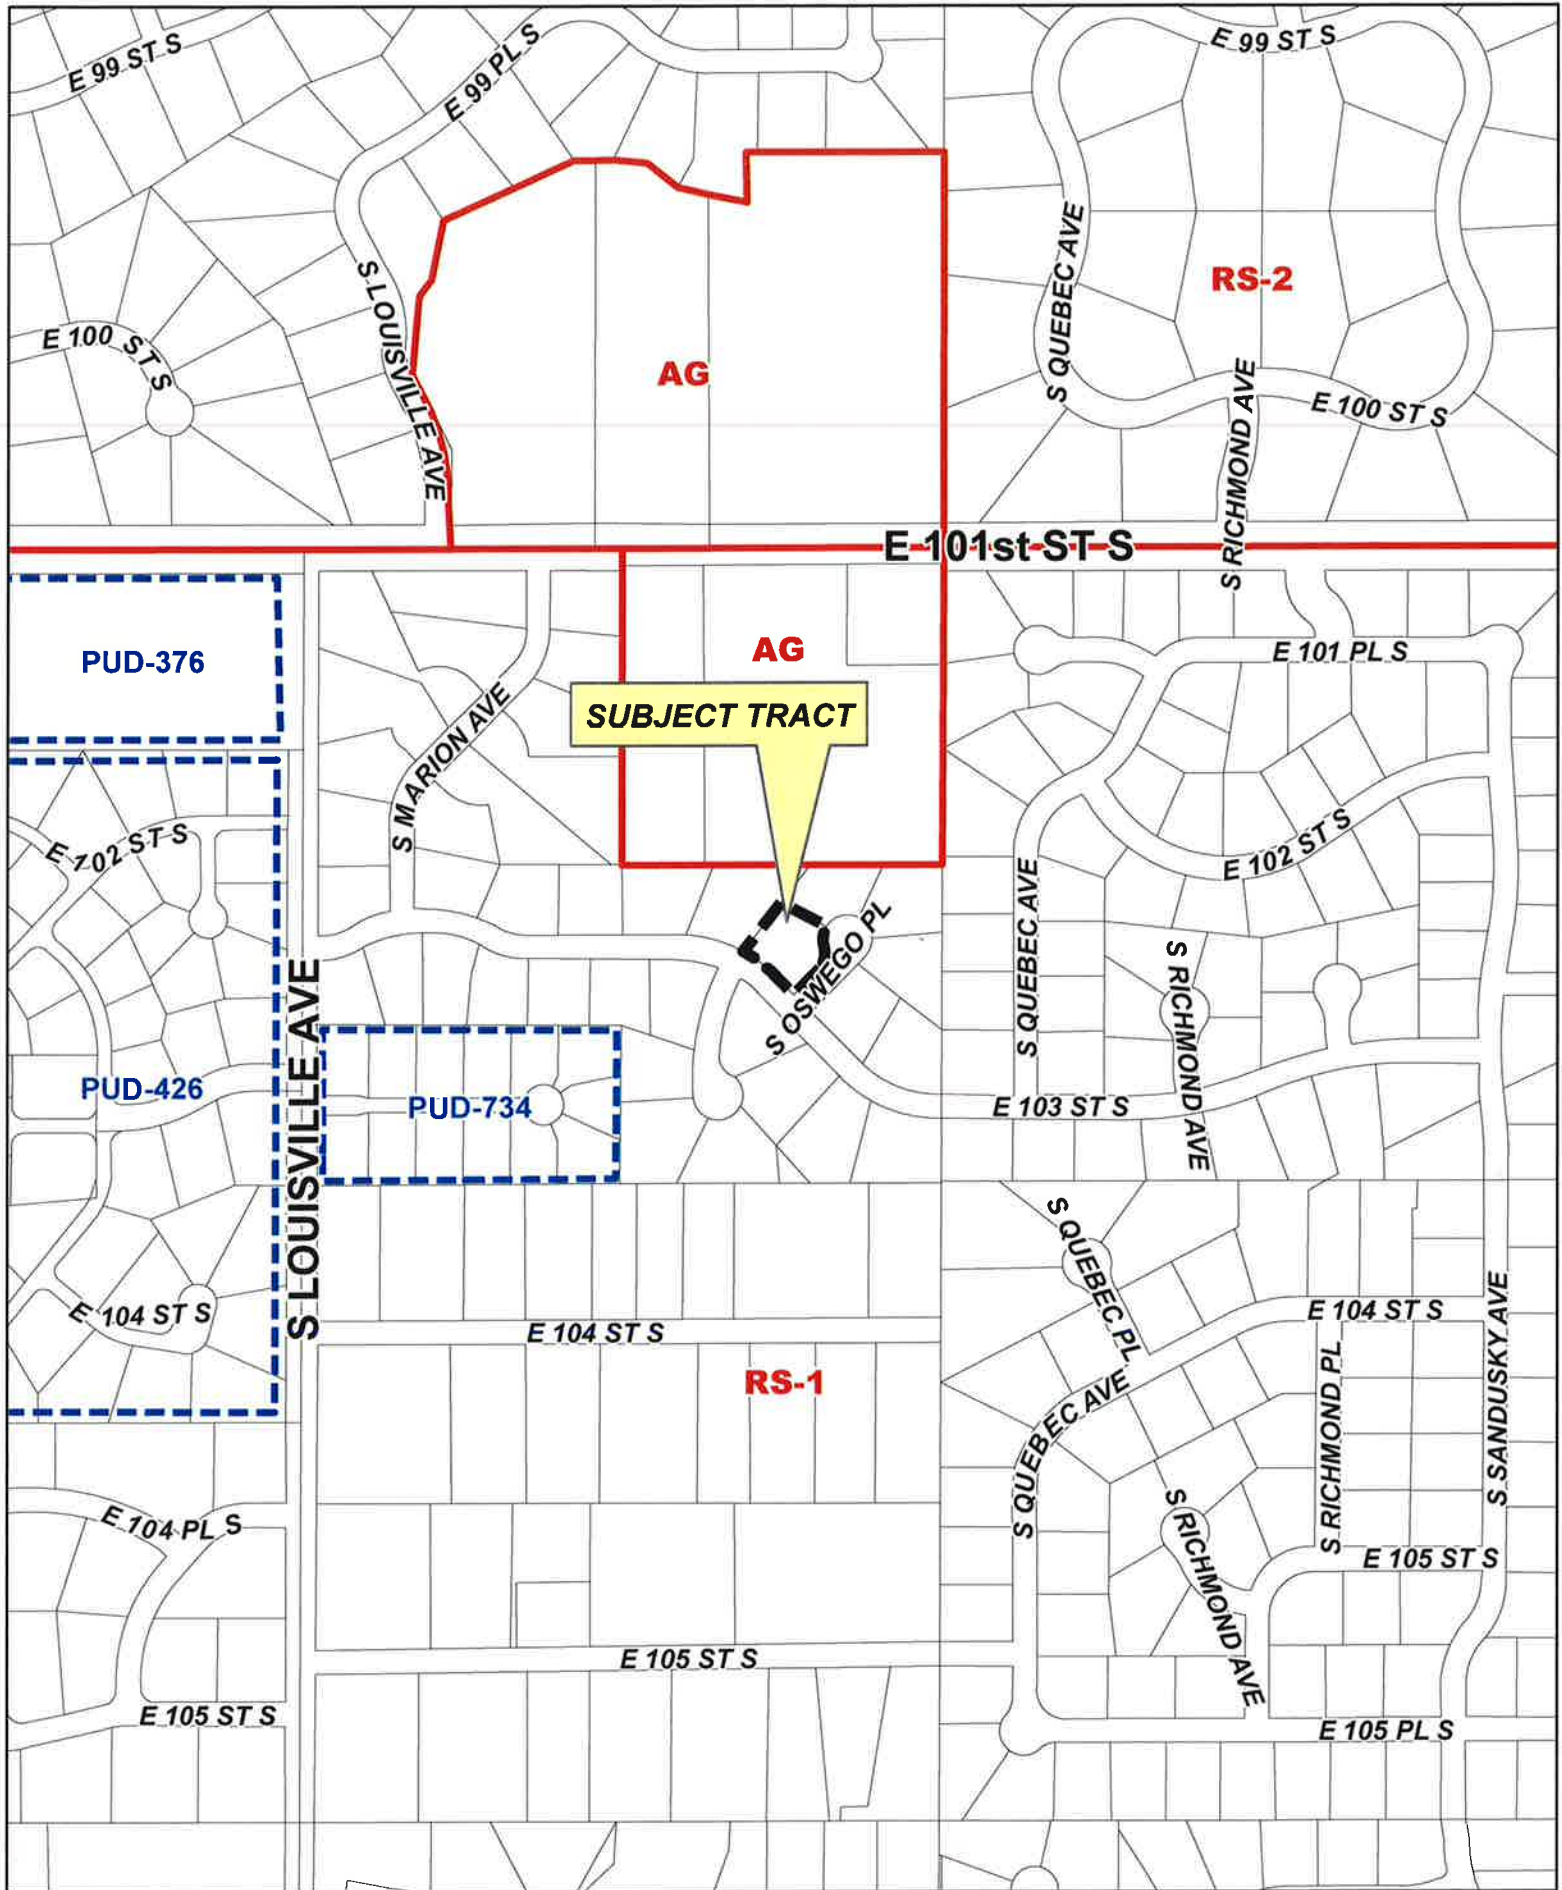 E 99 ST S
E 99 PL S
E 99 ST S
S LOUISVILLE AVE
S QUEBEC AVE
RS-2
E 100 ST S
AG
S RICHMOND AVE
E 100 ST S
E 101st ST S
PUD-376
AG
E 101 PL S
SUBJECT TRACT
S MARION AVE
E 102 ST S
E 102 ST S
S QUEBEC AVE
S OSWEGO PL
S RICHMOND AVE
S LOUISVILLE AVE
PUD-426
PUD-734
E 103 ST S
S QUEBEC PL
E 104 ST S
E 104 ST S
E 104 ST S
RS-1
S QUEBEC AVE
S RICHMOND PL
S SANDUSKY AVE
E 104 PL S
S RICHMOND AVE
E 105 ST S
E 105 ST S
E 105 ST S
E 105 PL S